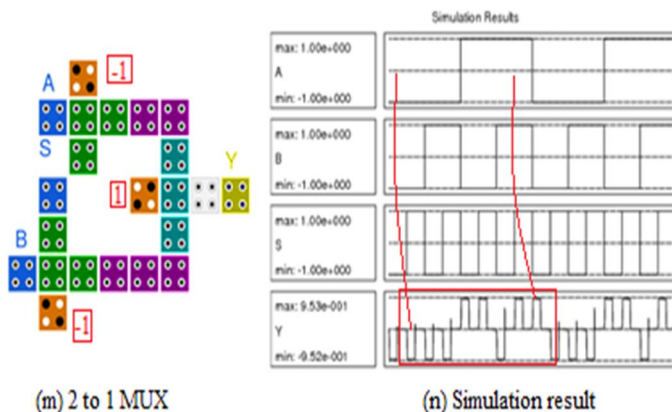 Simulation Results
A
-1
S
Y
1
B
-1
max: 1.00e+000
A
min: -1.00e+000
max: 1.00e+000
B
min: -1.00e+000
max: 1.00e+000
S
min: -1.00e+000
max: 9.53e-001
Y
min: -9.52e-001
(m) 2 to 1 MUX
(n) Simulation result